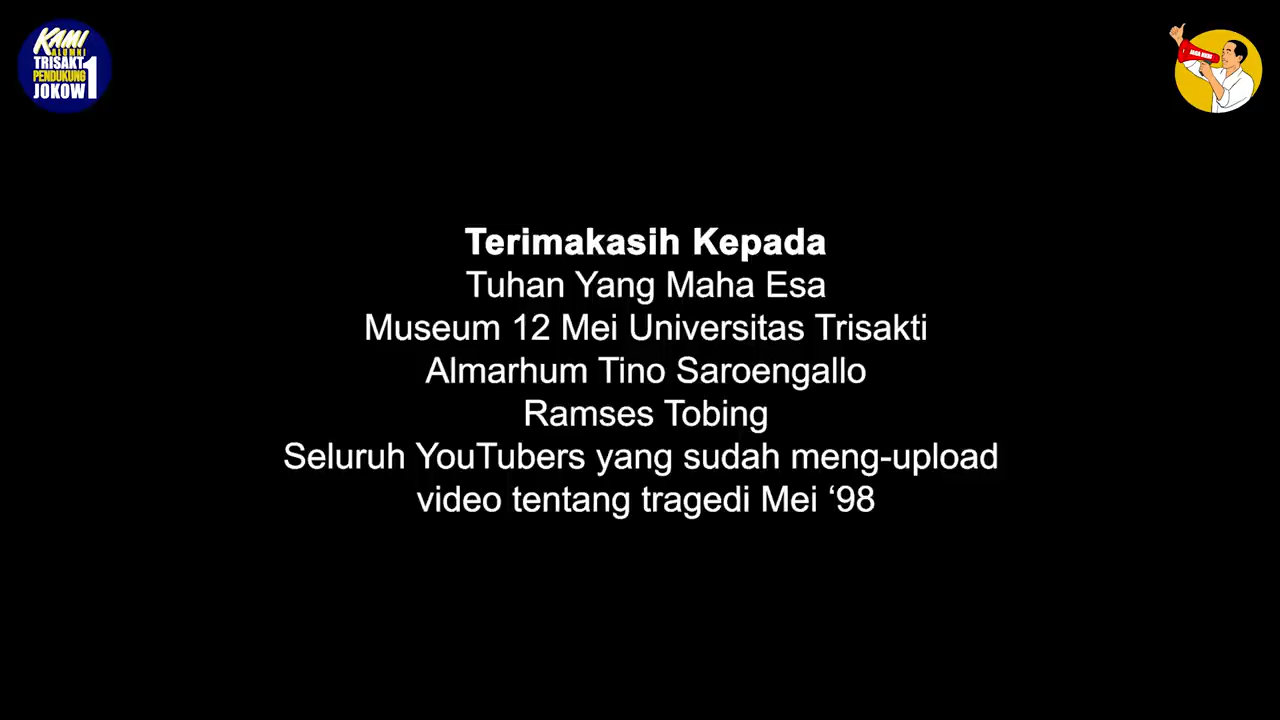 KAMI
ALUMNI
TRISAKTI
PENDUKUNG
JOKOW1
Terimakasih Kepada
Tuhan Yang Maha Esa
Museum 12 Mei Universitas Trisakti
Almarhum Tino Saroengallo
Ramses Tobing
Seluruh YouTubers yang sudah meng-upload
video tentang tragedi Mei ‘98